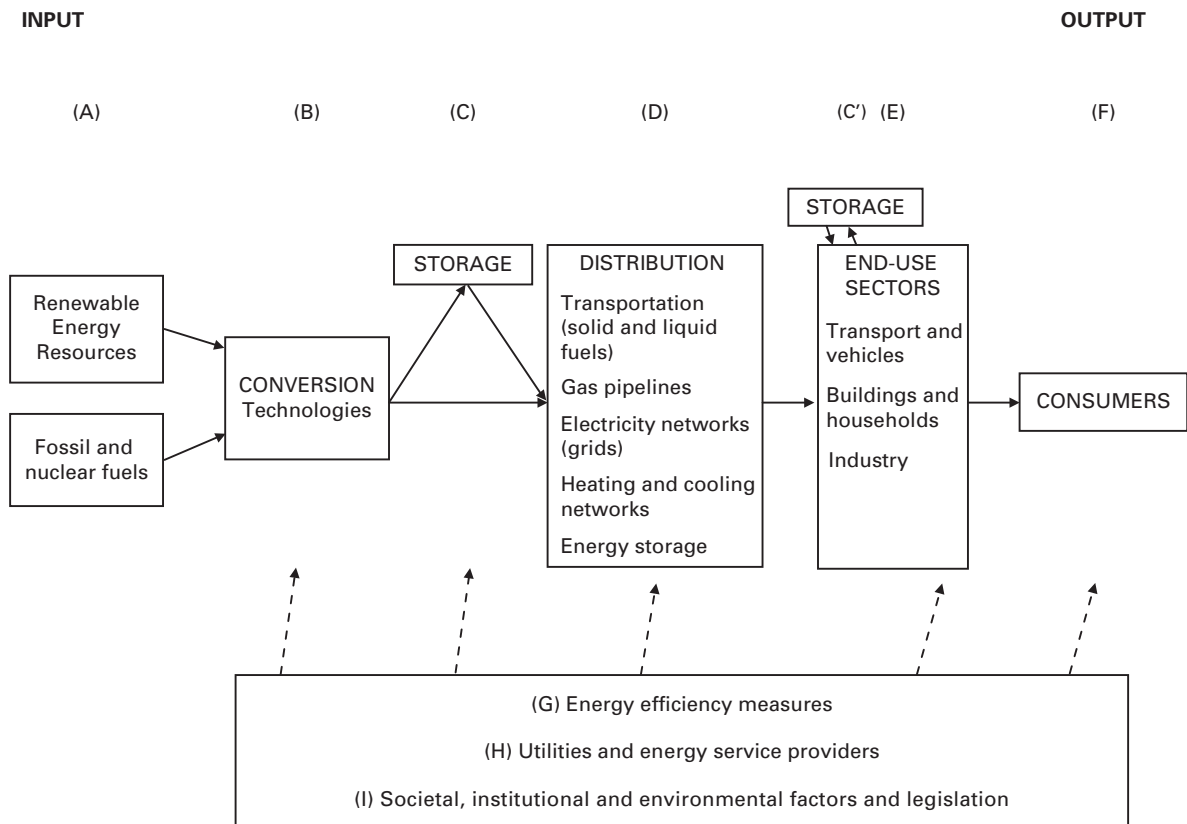 INPUT
OUTPUT
(A)
(B)
(C)
(D)
(C') (E)
(F)
Renewable
Energy
Resources
Fossil and
nuclear fuels
CONVERSION
Technologies
STORAGE
DISTRIBUTION
Transportation
(solid and liquid
fuels)
Gas pipelines
Electricity networks
(grids)
Heating and cooling
networks
Energy storage
STORAGE
END-USE
SECTORS
Transport and
vehicles
Buildings and
households
Industry
CONSUMERS
(G) Energy efficiency measures
(H) Utilities and energy service providers
(I) Societal, institutional and environmental factors and legislation